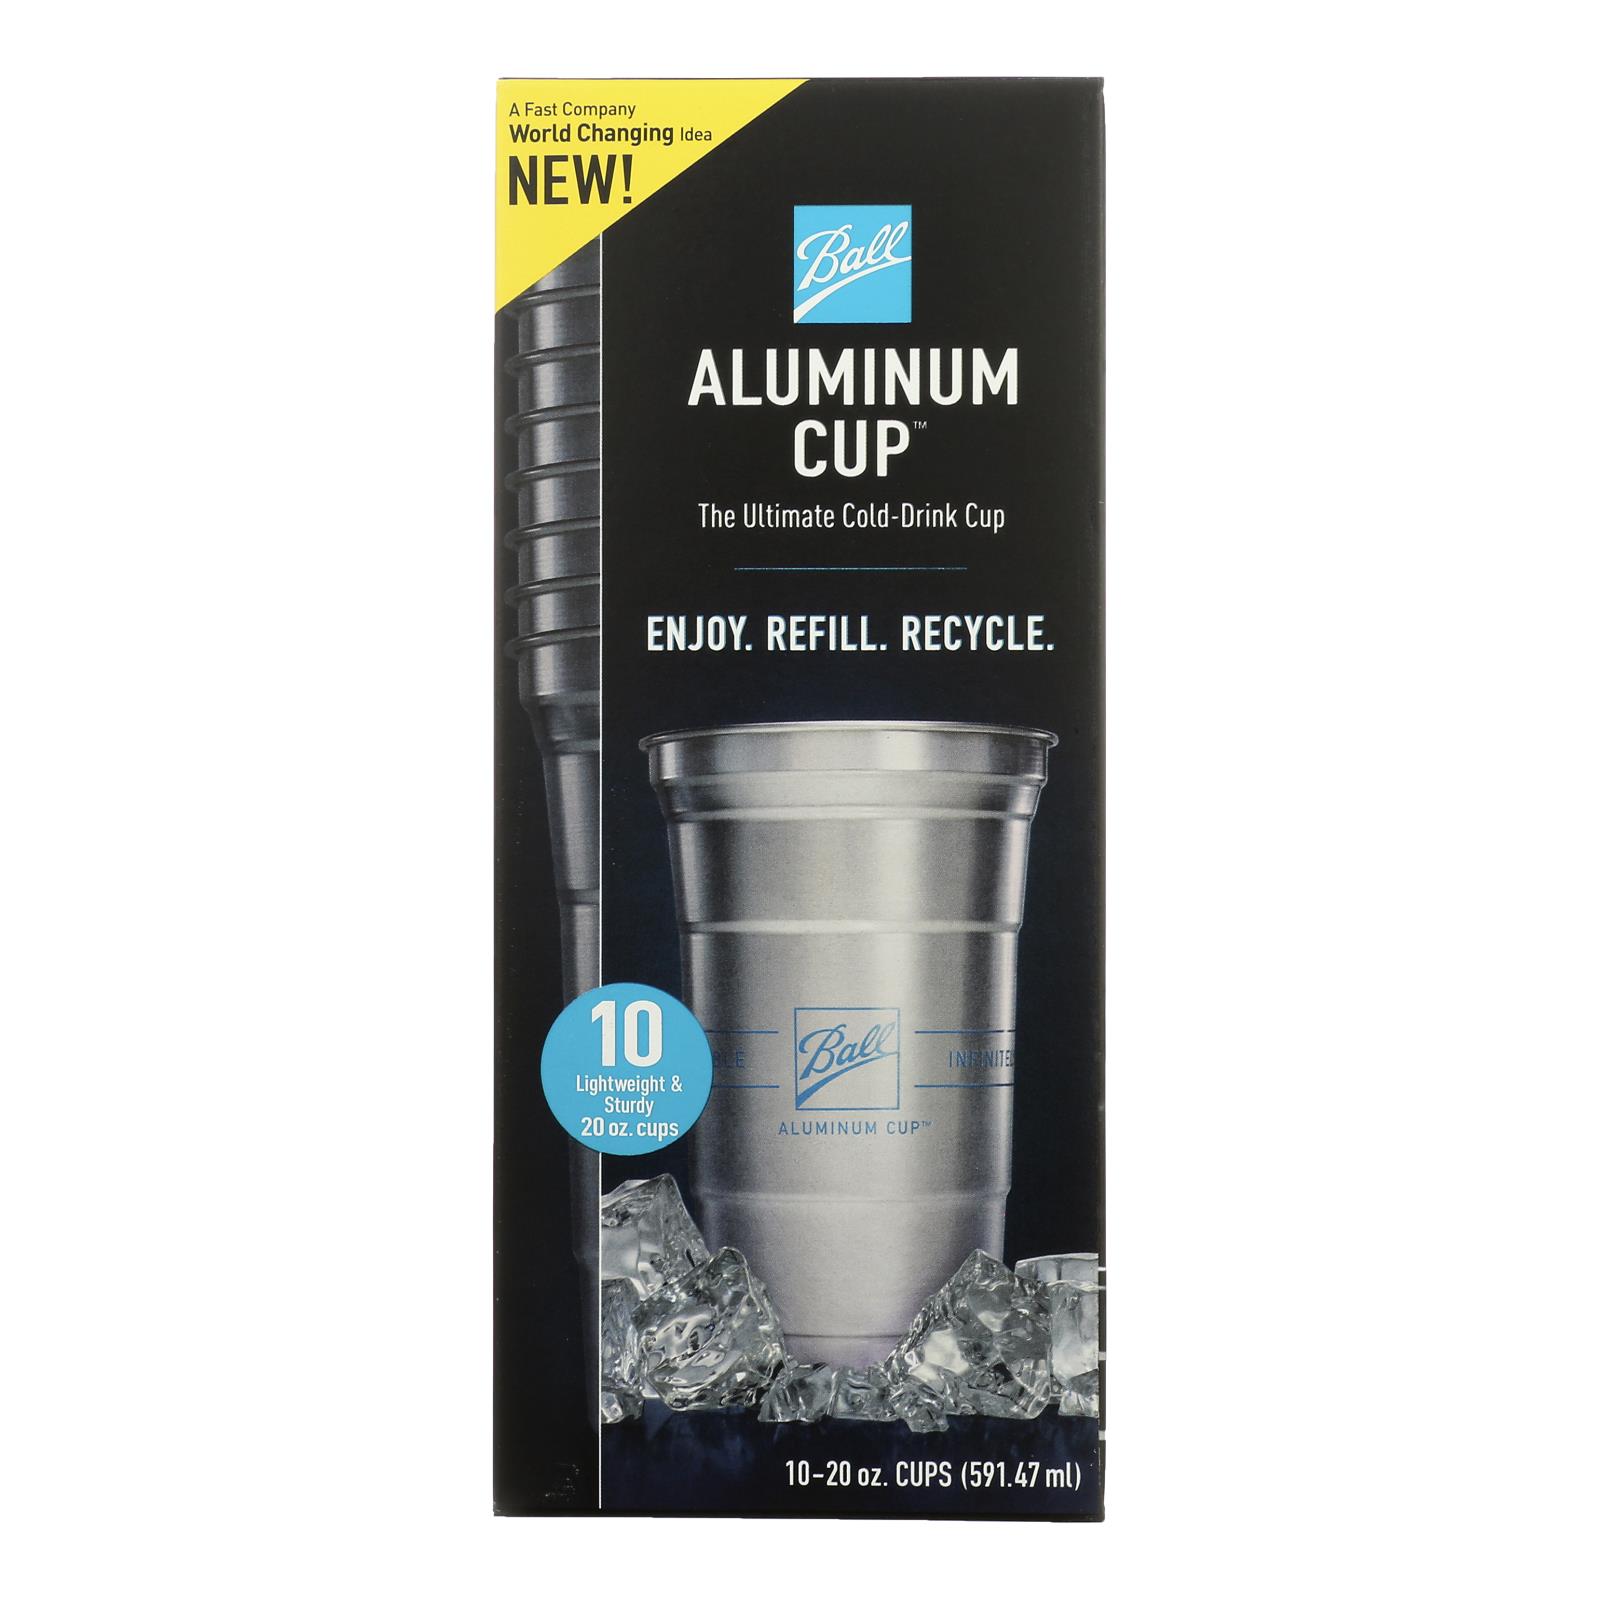 A Fast Company
World Changing Idea
NEW!
Ball
ALUMINUM
CUP™
The Ultimate Cold-Drink Cup
ENJOY. REFILL. RECYCLE.
10
Lightweight &
Sturdy
20 oz. cups
Ball
ALUMINUM CUP™
10-20 oz. CUPS (591.47 ml)